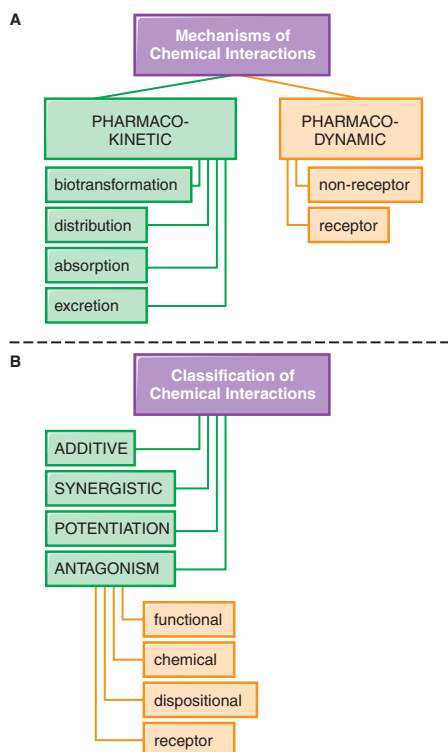 A
Mechanisms of
Chemical Interactions
PHARMACO-
KINETIC
PHARMACO-
DYNAMIC
biotransformation
non-receptor
distribution
receptor
absorption
excretion
B
Classification of
Chemical Interactions
ADDITIVE
SYNERGISTIC
POTENTIATION
ANTAGONISM
functional
chemical
dispositional
receptor